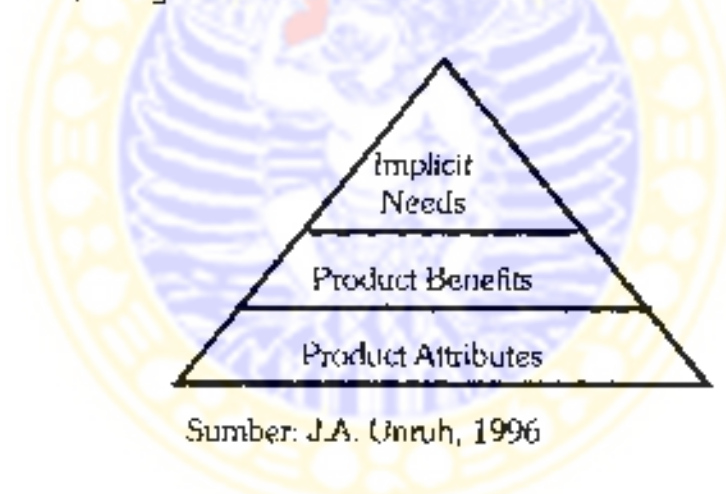 Implicit
Needs
Product Benefits
Product Attributes
Sumber: J.A. Unruh, 1996